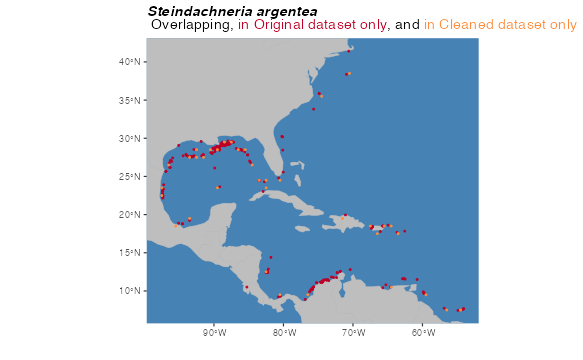 Steindachneria argentea
Overlapping, in Original dataset only, and in Cleaned dataset only
40°N
35°N
30°N
25°N
20°N
15°N
10°N
90°W 80°W 70°W 60°W